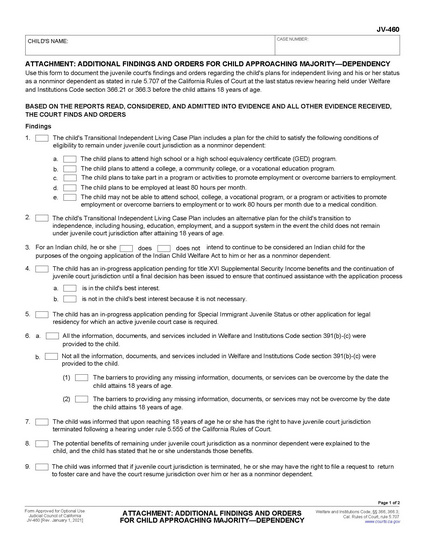 JV-460
CHILD'S NAME:
CASE NUMBER:
ATTACHMENT: ADDITIONAL FINDINGS AND ORDERS FOR CHILD APPROACHING MAJORITY—DEPENDENCY
Use this form to document the juvenile court's findings and orders regarding the child's plans for independent living and his or her status
as a nonminor dependent as stated in rule 5.707 of the California Rules of Court at the last status review hearing held under Welfare
and Institutions Code section 366.21 or 366.3 before the child attains 18 years of age.
BASED ON THE REPORTS READ, CONSIDERED, AND ADMITTED INTO EVIDENCE AND ALL OTHER EVIDENCE RECEIVED,
THE COURT FINDS AND ORDERS
Findings
1. The child's Transitional Independent Living Case Plan includes a plan for the child to satisfy the following conditions of
eligibility to remain under juvenile court jurisdiction as a nonminor dependent:
a. The child plans to attend high school or a high school equivalency certificate (GED) program.
b. The child plans to attend a college, a community college, or a vocational education program.
c. The child plans to take part in a program or activities to promote employment or overcome barriers to employment.
d. The child plans to be employed at least 80 hours per month.
e. The child may not be able to attend school, college, a vocational program, or a program or activities to promote
employment or overcome barriers to employment or to work 80 hours per month due to a medical condition.
2. The child's Transitional Independent Living Case Plan includes an alternative plan for the child's transition to
independence, including housing, education, employment, and a support system in the event the child does not remain
under juvenile court jurisdiction after attaining 18 years of age.
3. For an Indian child, he or she does does not intend to continue to be considered an Indian child for the
purposes of the ongoing application of the Indian Child Welfare Act to him or her as a nonminor dependent.
4. The child has an in-progress application pending for title XVI Supplemental Security Income benefits and the continuation of
juvenile court jurisdiction until a final decision has been issued to ensure that continued assistance with the application process
a. is in the child's best interest.
b. is not in the child's best interest because it is not necessary.
5. The child has an in-progress application pending for Special Immigrant Juvenile Status or other application for legal
residency for which an active juvenile court case is required.
6. a. All the information, documents, and services included in Welfare and Institutions Code section 391(b)-(c) were
provided to the child.
b. Not all the information, documents, and services included in Welfare and Institutions Code section 391(b)-(c) were
provided to the child.
(1) The barriers to providing any missing information, documents, or services can be overcome by the date the
child attains 18 years of age.
(2) The barriers to providing any missing information, documents, or services may not be overcome by the date
the child attains 18 years of age.
7. The child was informed that upon reaching 18 years of age he or she has the right to have juvenile court jurisdiction
terminated following a hearing under rule 5.555 of the California Rules of Court.
8. The potential benefits of remaining under juvenile court jurisdiction as a nonminor dependent were explained to the
child, and the child has stated that he or she understands those benefits.
9. The child was informed that if juvenile court jurisdiction is terminated, he or she may have the right to file a request to return
to foster care and have the court resume jurisdiction over him or her as a nonminor dependent.
Page 1 of 2
Form Approved for Optional Use
Judicial Council of California
JV-460 [Rev. January 1, 2021]
ATTACHMENT: ADDITIONAL FINDINGS AND ORDERS
FOR CHILD APPROACHING MAJORITY—DEPENDENCY
Welfare and Institutions Code, §§ 366, 366.3;
Cal. Rules of Court, rule 5.707
www.courts.ca.gov